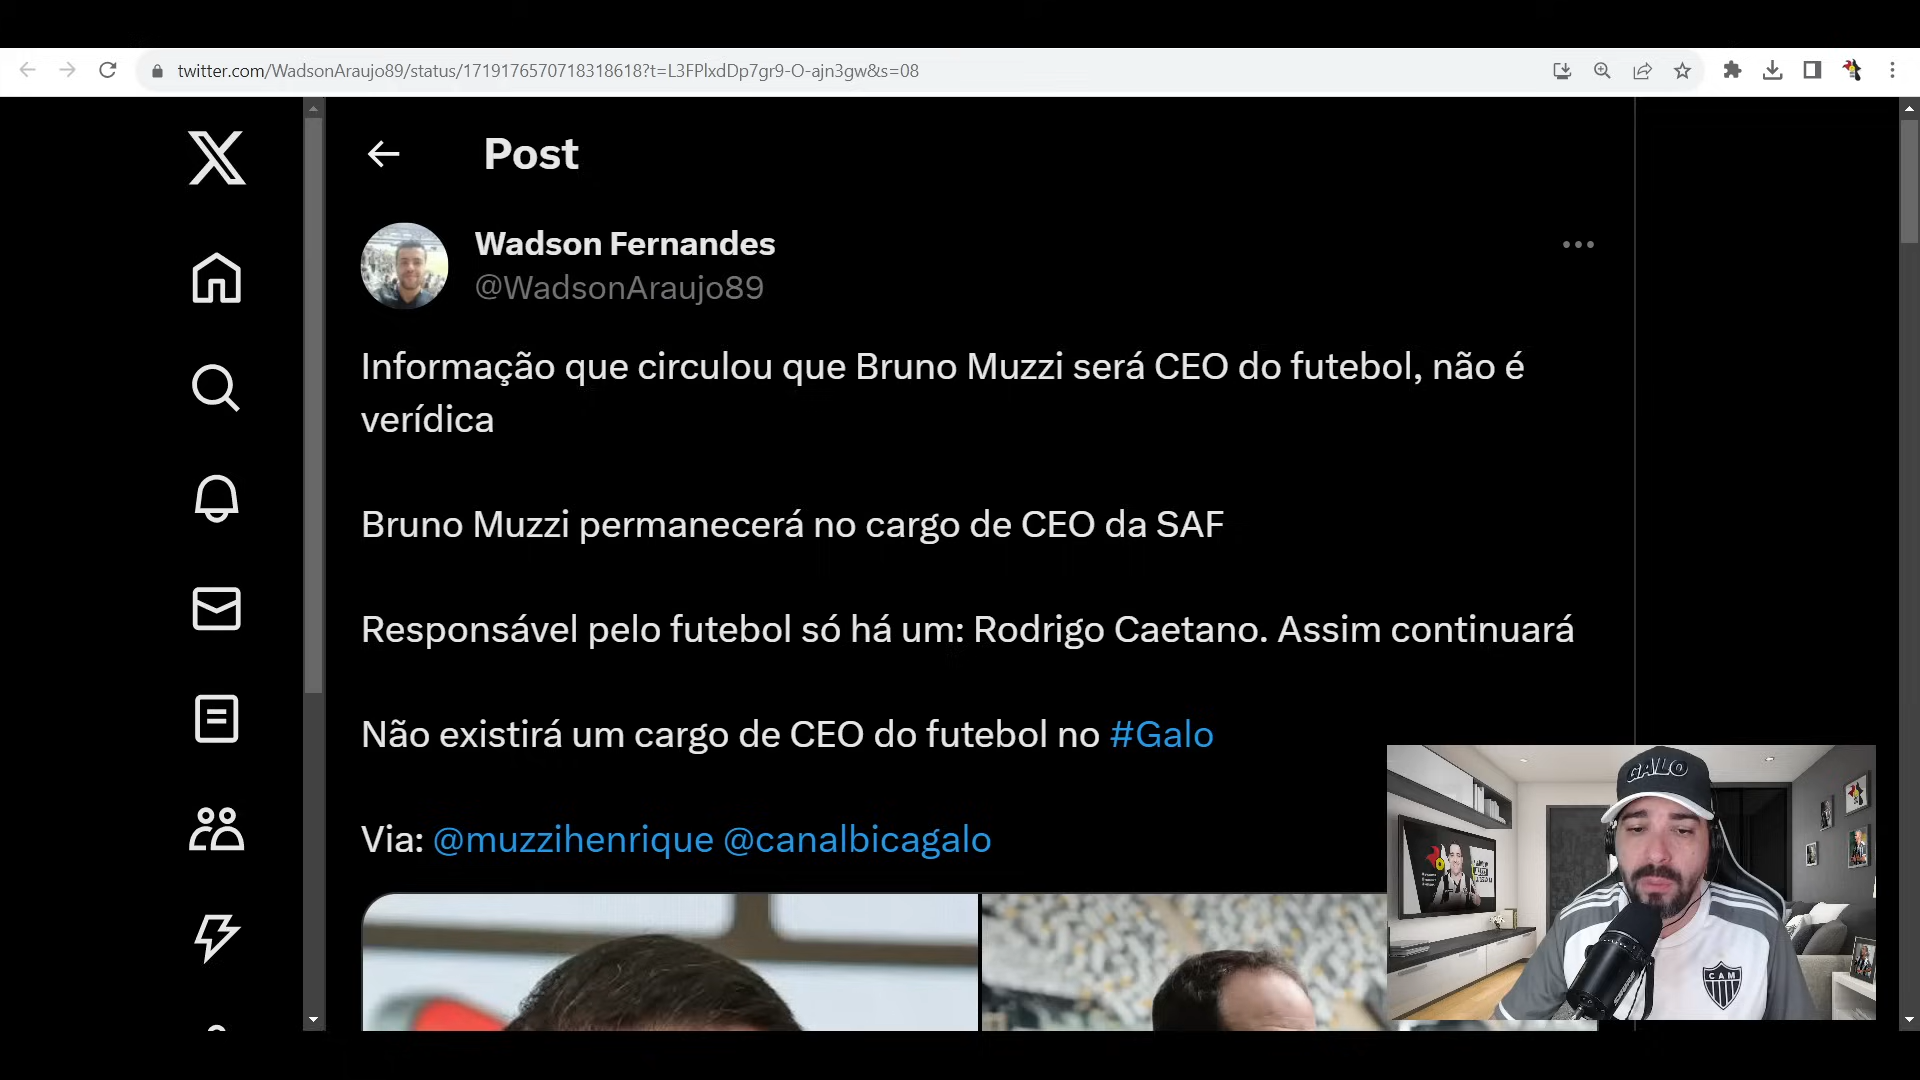 twitter.com/WadsonAraujo89/status/1719176570718318618?t=L3FPlxdDp7gr9-O-ajn3gw&s=08
Post
Wadson Fernandes
@WadsonAraujo89
Informação que circulou que Bruno Muzzi será CEO do futebol, não é
verídica
Bruno Muzzi permanecerá no cargo de CEO da SAF
Responsável pelo futebol só há um: Rodrigo Caetano. Assim continuará
Não existirá um cargo de CEO do futebol no #Galo
Via: @muzzihenrique @canalbicagalo
GALO
CAM